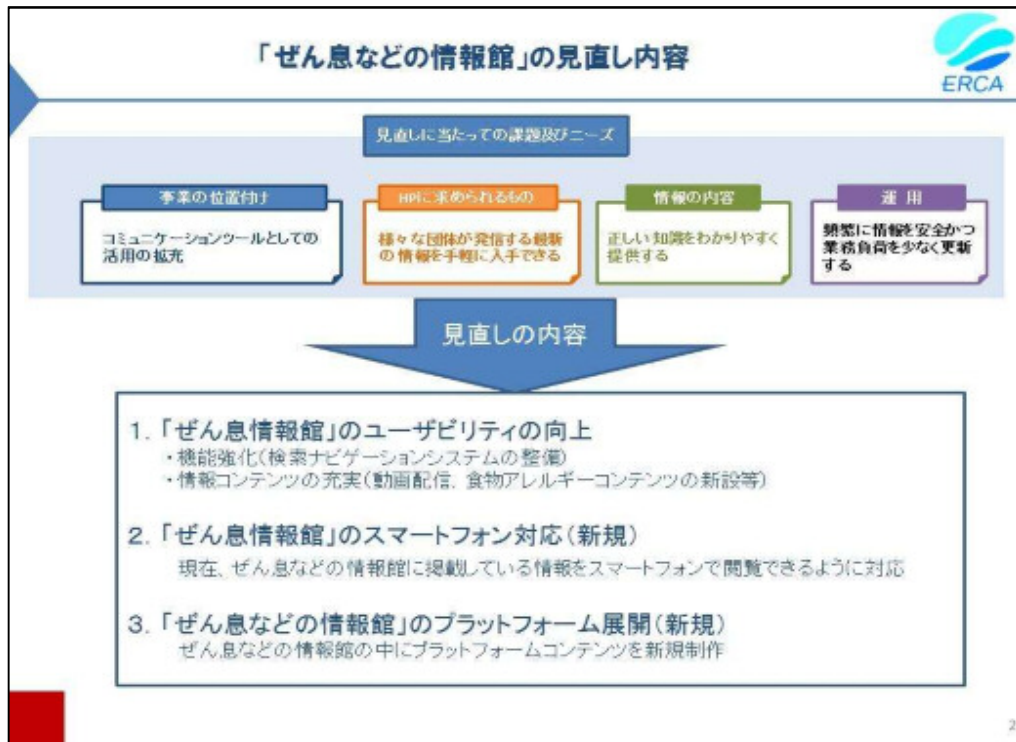 「ぜん息などの情報館」の見直し内容
ERCA
見直しに当たっての課題及びニーズ
事業の位置付け
コミュニケーションツールとしての
活用の拡充
HPに求められるもの
様々な団体が発信する最新
の情報を手軽に入手できる
情報の内容
正しい知識をわかりやすく
提供する
運用
頻繁に情報を安全かつ
業務負荷を少なく更新
する
見直しの内容
1. 「ぜん息情報館」のユーザビリティの向上
・機能強化(検索ナビゲーションシステムの整備)
・情報コンテンツの充実(動画配信、食物アレルギーコンテンツの新設等)
2. 「ぜん息情報館」のスマートフォン対応(新規)
現在、ぜん息などの情報館に掲載している情報をスマートフォンで閲覧できるように対応
3. 「ぜん息などの情報館」のプラットフォーム展開(新規)
ぜん息などの情報館の中にプラットフォームコンテンツを新規制作
2